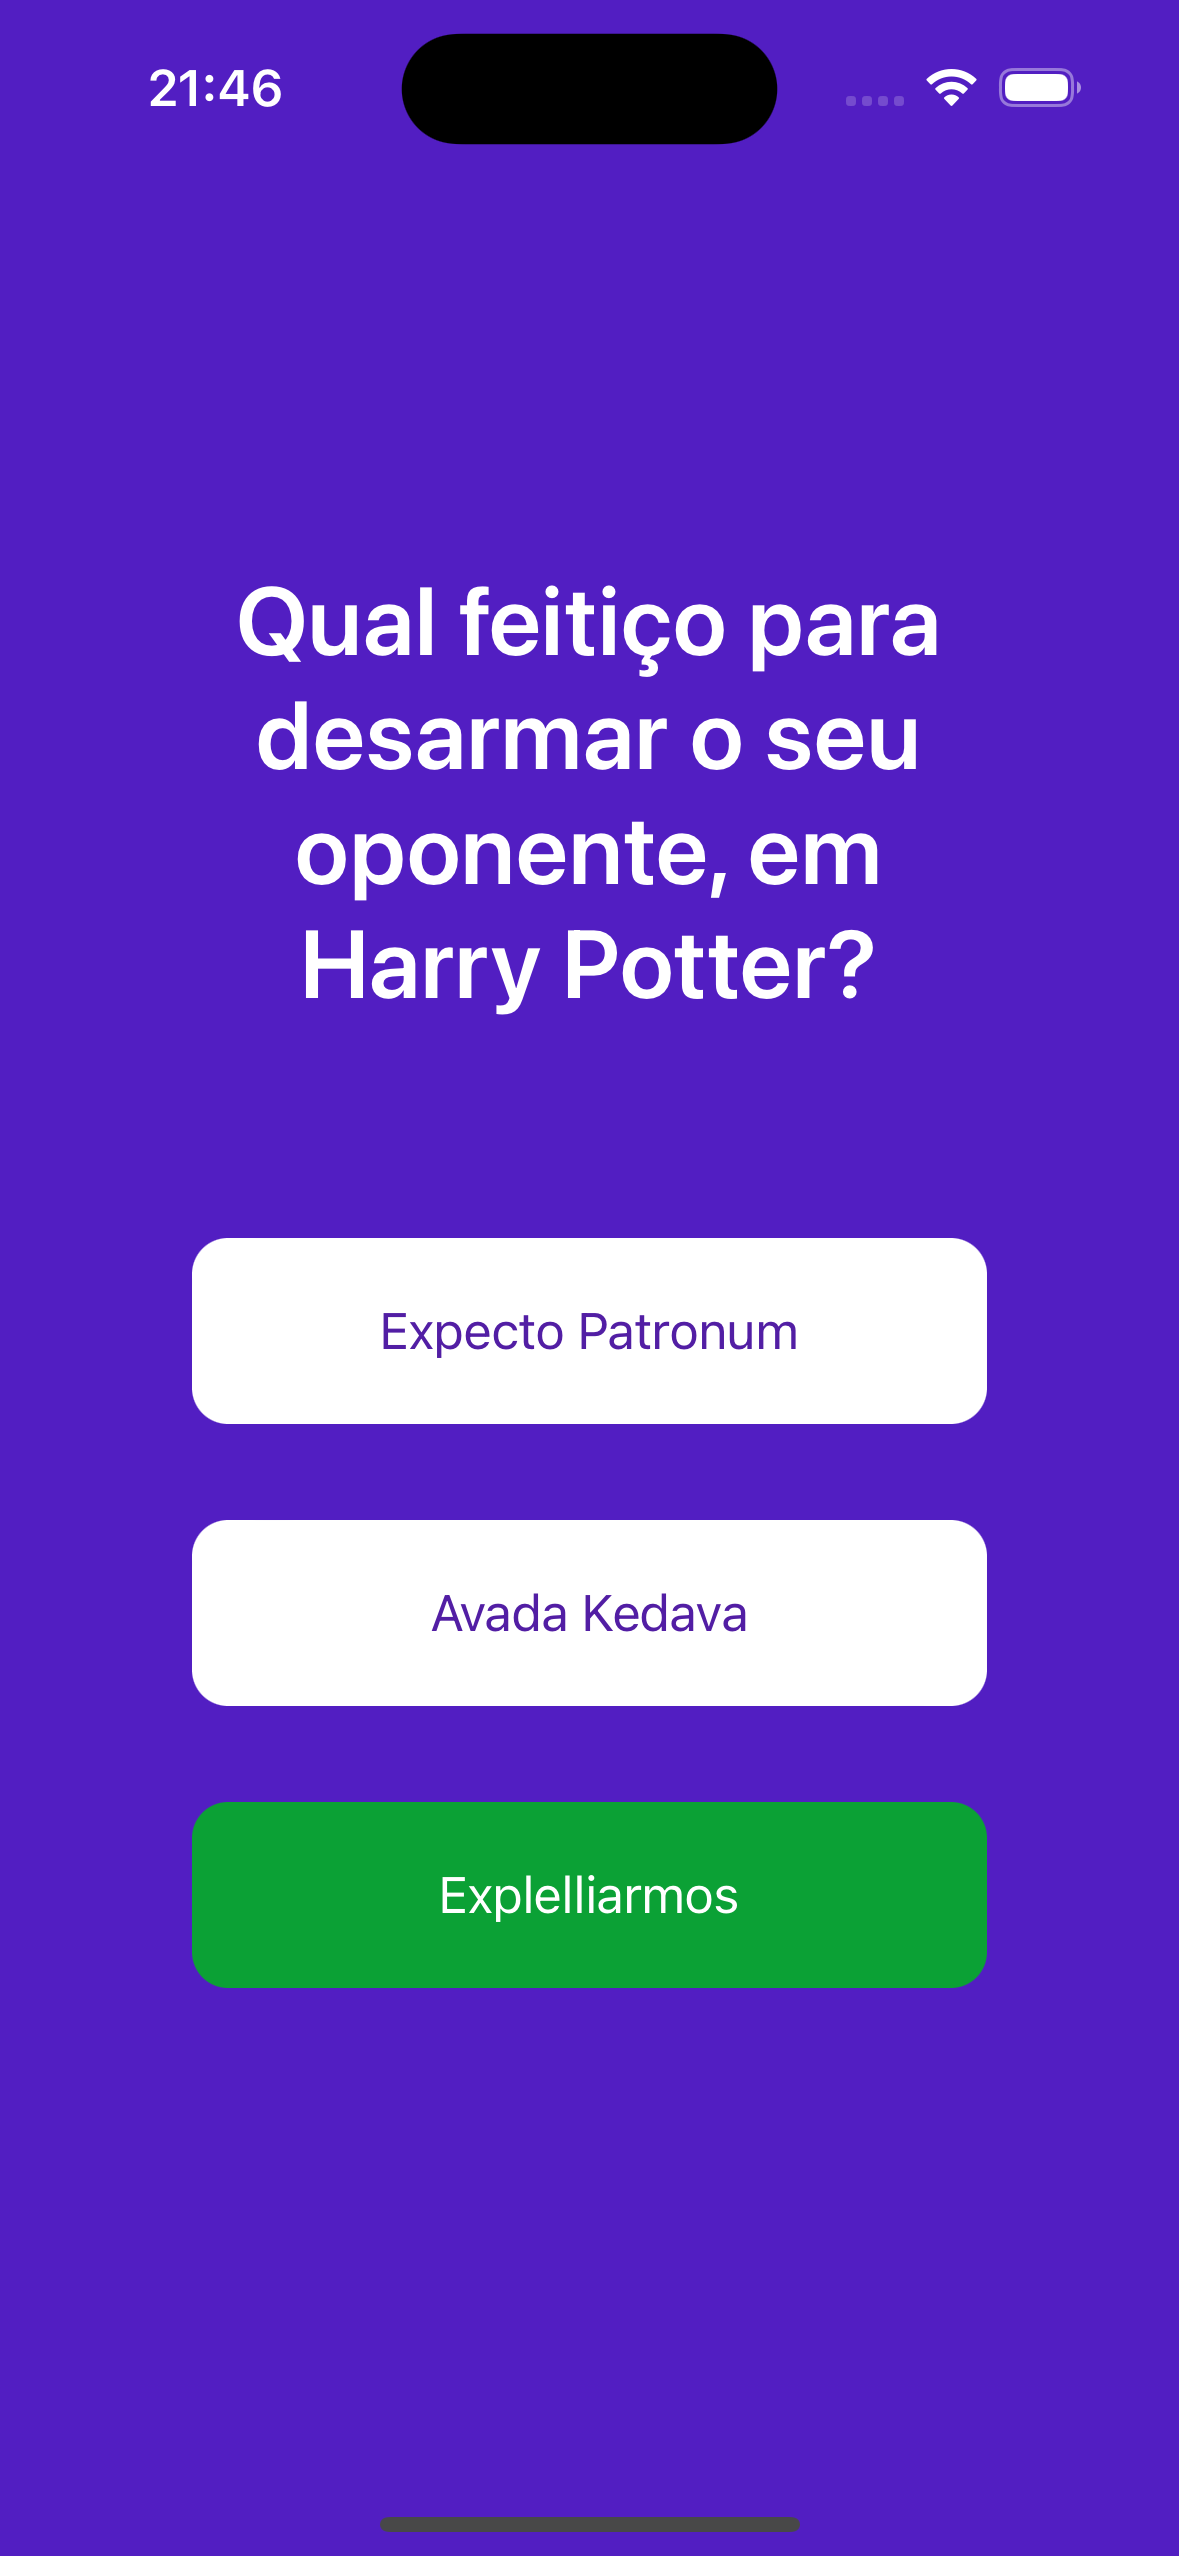 21:46
Qual feitiço para
desarmar o seu
oponente, em
Harry Potter?
Expecto Patronum
Avada Kedava
Explelliarmos